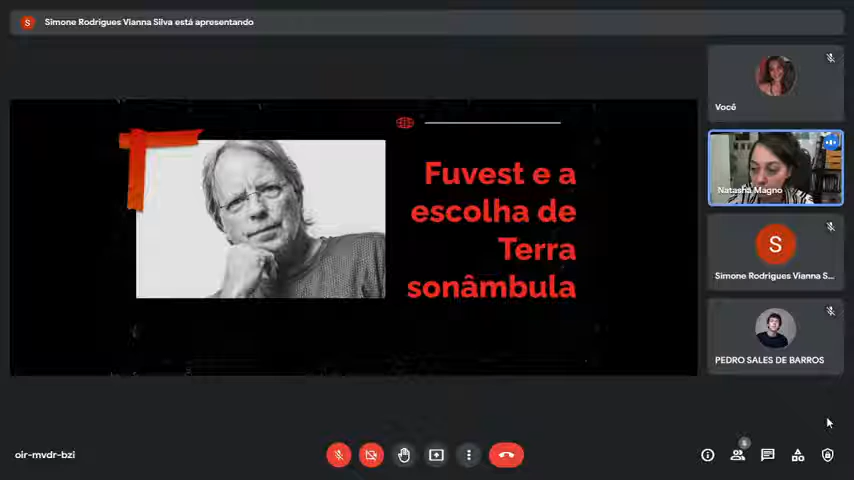 S
Simone Rodrigues Vianna Silva está apresentando
Fuvest e a
escolha de
Terra
sonâmbula
Você
Natasha Magno
S
Simone Rodrigues Vianna S...
PEDRO SALES DE BARROS
oir-mvdr-bzi